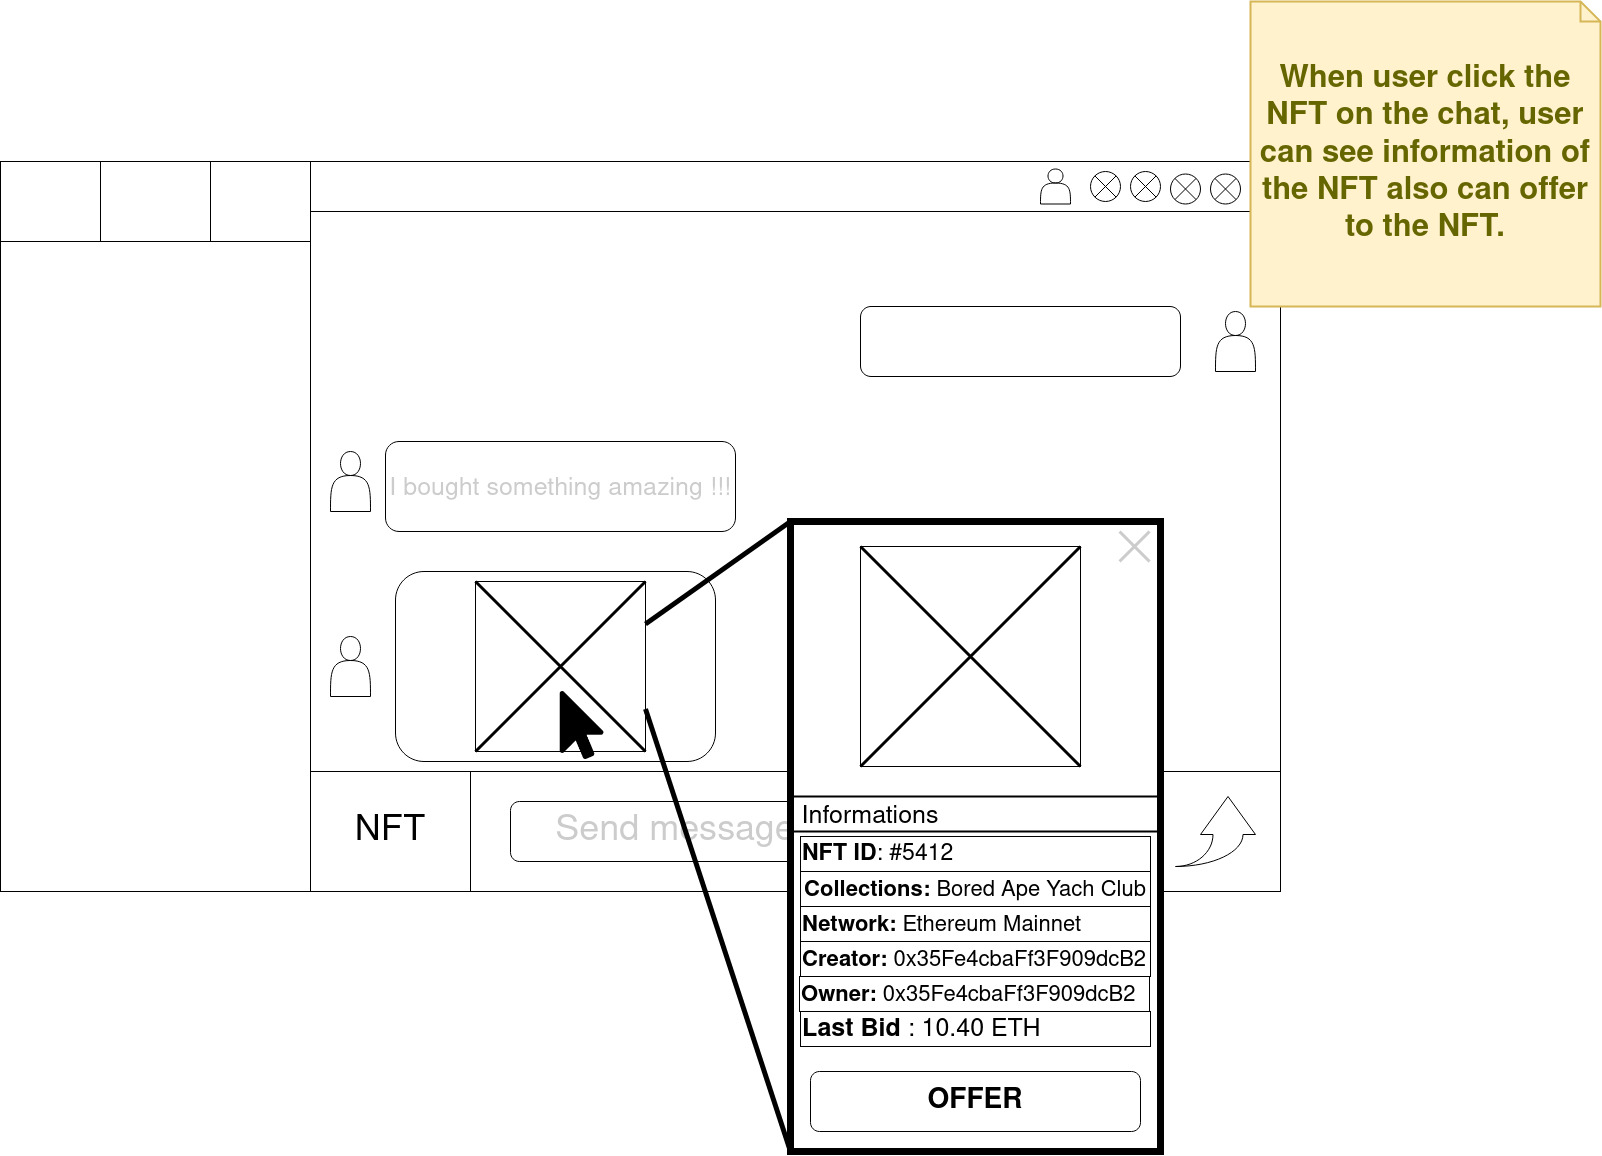 When user click the
NFT on the chat, user
can see information of
the NFT also can offer
to the NFT.
I bought something amazing !!!
NFT
Send message
Informations
NFT ID: #5412
Collections: Bored Ape Yach Club
Network: Ethereum Mainnet
Creator: 0x35Fe4cbaFf3F909dcB2
Owner: 0x35Fe4cbaFf3F909dcB2
Last Bid : 10.40 ETH
OFFER